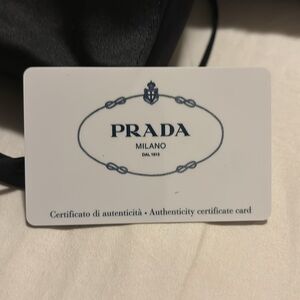 PRADA
MILANO
DAL 1913
Certificato di autenticità • Authenticity certificate card